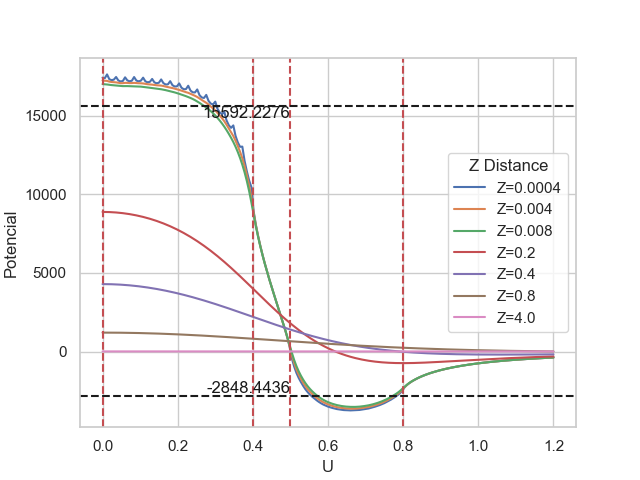 15000
10000
5000
0
Potencial
15592.2276
-2848.4436
Z Distance
Z=0.0004
Z=0.004
Z=0.008
Z=0.2
Z=0.4
Z=0.8
Z=4.0
0.0 0.2 0.4 0.6 0.8 1.0 1.2
U